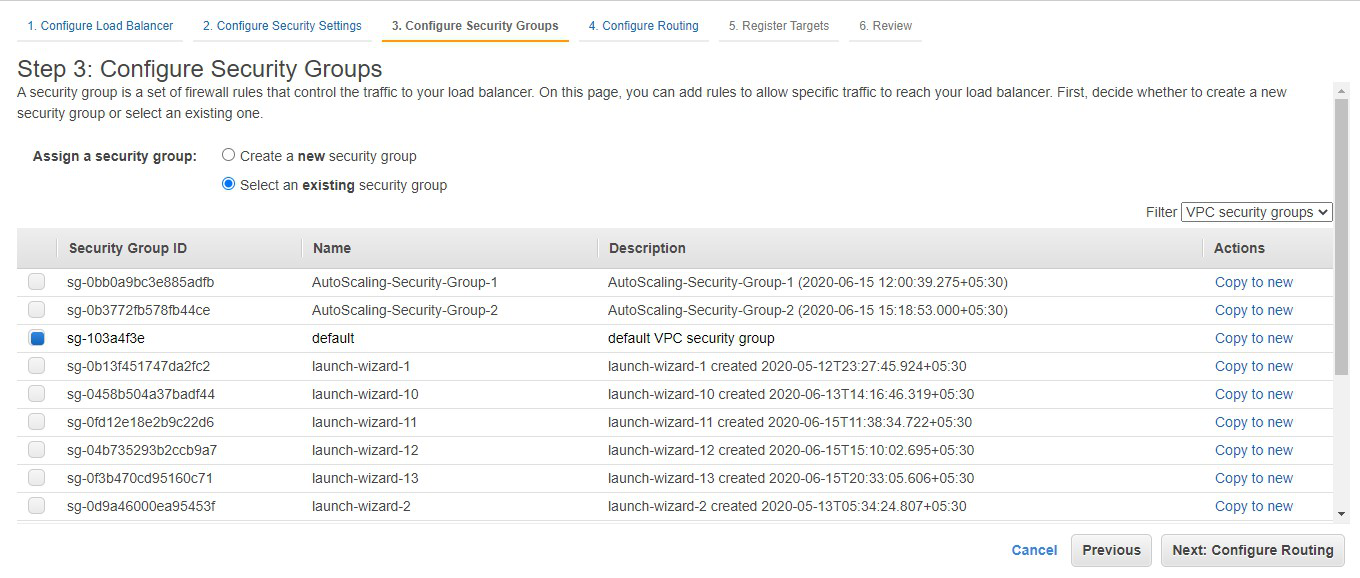 1. Configure Load Balancer 2. Configure Security Settings 3. Configure Security Groups 4. Configure Routing 5. Register Targets 6. Review
Step 3: Configure Security Groups
A security group is a set of firewall rules that control the traffic to your load balancer. On this page, you can add rules to allow specific traffic to reach your load balancer. First, decide whether to create a new
security group or select an existing one.
Assign a security group: Create a new security group
Select an existing security group
Filter VPC security groups
Security Group ID Name Description Actions
sg-0bb0a9bc3e885adfb AutoScaling-Security-Group-1 AutoScaling-Security-Group-1 (2020-06-15 12:00:39.275+05:30) Copy to new
sg-0b3772fb578fb44ce AutoScaling-Security-Group-2 AutoScaling-Security-Group-2 (2020-06-15 15:18:53.000+05:30) Copy to new
sg-103a4f3e default default VPC security group Copy to new
sg-0b13f451747da2fc2 launch-wizard-1 launch-wizard-1 created 2020-05-12T23:27:45.924+05:30 Copy to new
sg-0458b504a37badf44 launch-wizard-10 launch-wizard-10 created 2020-06-13T14:16:46.319+05:30 Copy to new
sg-0fd12e18e2b9c22d6 launch-wizard-11 launch-wizard-11 created 2020-06-15T11:38:34.722+05:30 Copy to new
sg-04b735293b2ccb9a7 launch-wizard-12 launch-wizard-12 created 2020-06-15T15:10:02.695+05:30 Copy to new
sg-0f3b470cd95160c71 launch-wizard-13 launch-wizard-13 created 2020-06-15T20:33:05.606+05:30 Copy to new
sg-0d9a46000ea95453f launch-wizard-2 launch-wizard-2 created 2020-05-13T05:34:24.807+05:30 Copy to new
Cancel Previous Next: Configure Routing